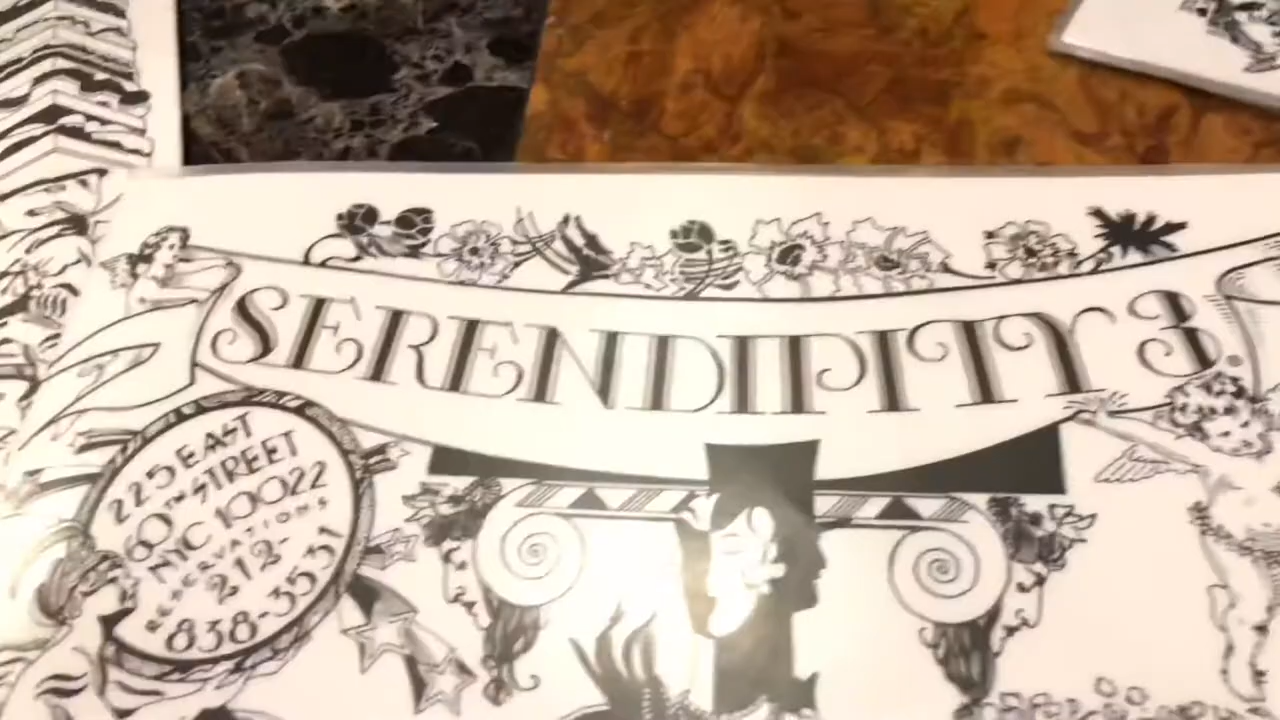 SERENDIPITY 3
225 EAST
60TH STREET
NYC 10022
RESERVATIONS
212-
838-3531